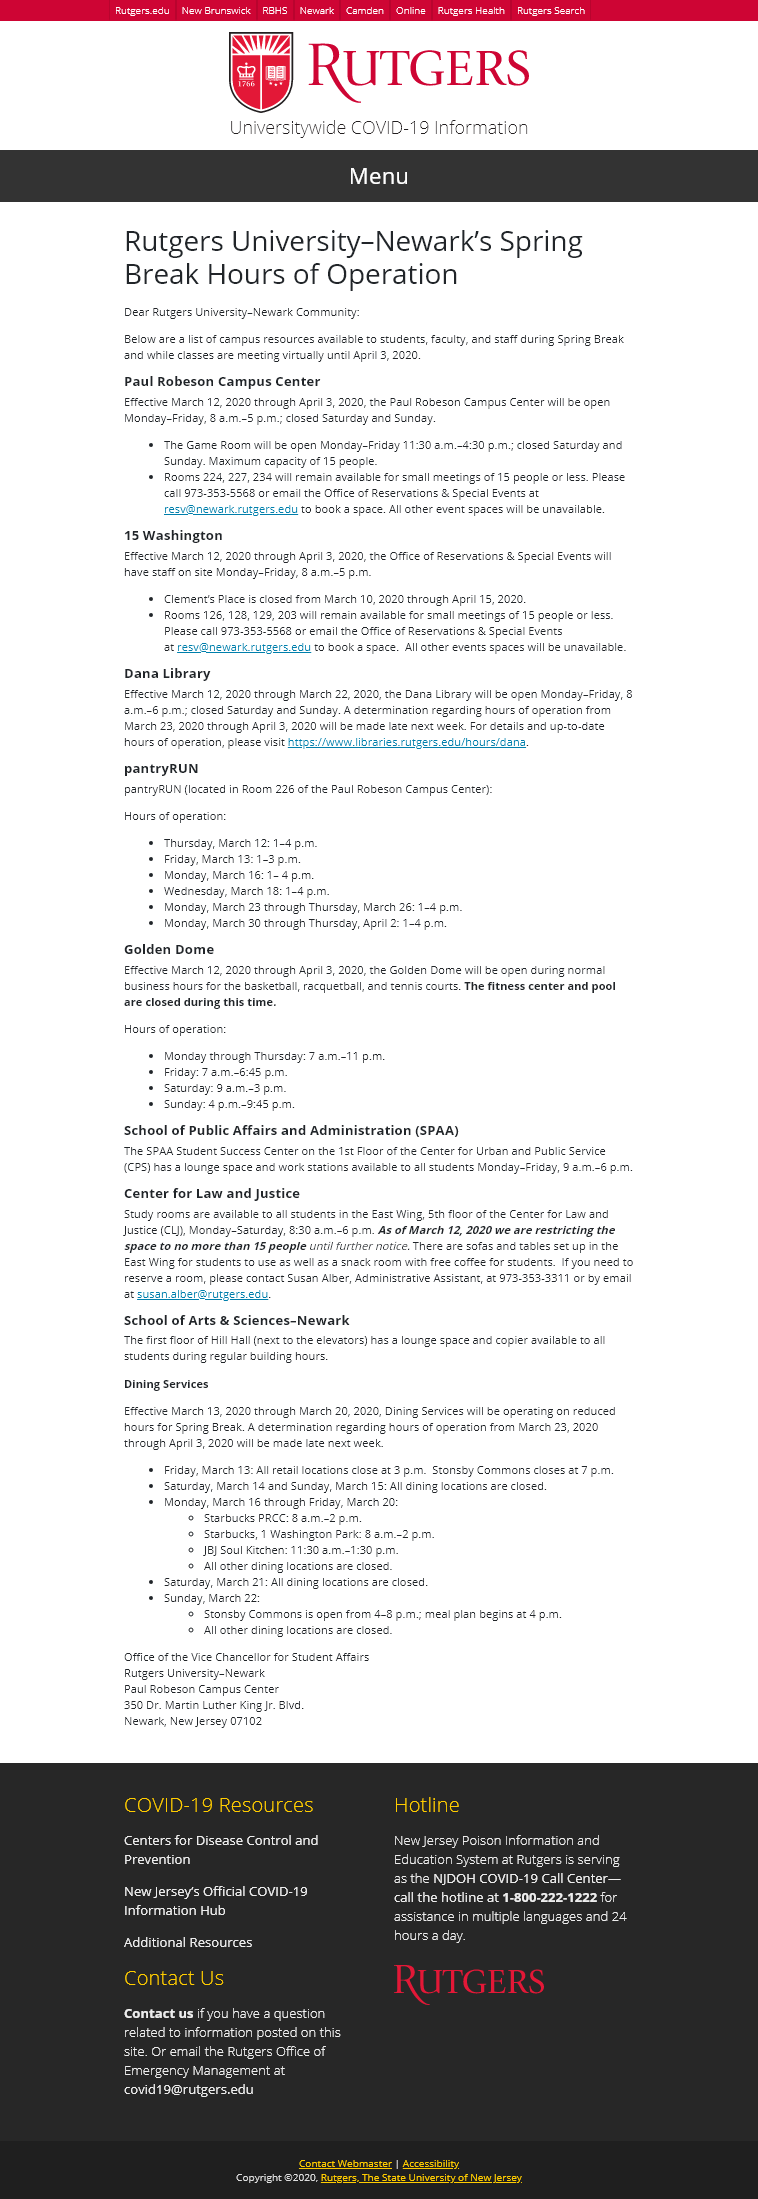 Rutgers.edu New Brunswick RBHS Newark Camden Online Rutgers Health Rutgers Search
1766
RUTGERS
Universitywide COVID-19 Information
Menu
Rutgers University–Newark’s Spring
Break Hours of Operation
Dear Rutgers University–Newark Community:
Below are a list of campus resources available to students, faculty, and staff during Spring Break
and while classes are meeting virtually until April 3, 2020.
Paul Robeson Campus Center
Effective March 12, 2020 through April 3, 2020, the Paul Robeson Campus Center will be open
Monday–Friday, 8 a.m.–5 p.m.; closed Saturday and Sunday.
• The Game Room will be open Monday–Friday 11:30 a.m.–4:30 p.m.; closed Saturday and
Sunday. Maximum capacity of 15 people.
• Rooms 224, 227, 234 will remain available for small meetings of 15 people or less. Please
call 973-353-5568 or email the Office of Reservations & Special Events at
resv@newark.rutgers.edu to book a space. All other event spaces will be unavailable.
15 Washington
Effective March 12, 2020 through April 3, 2020, the Office of Reservations & Special Events will
have staff on site Monday–Friday, 8 a.m.–5 p.m.
• Clement’s Place is closed from March 10, 2020 through April 15, 2020.
• Rooms 126, 128, 129, 203 will remain available for small meetings of 15 people or less.
Please call 973-353-5568 or email the Office of Reservations & Special Events
at resv@newark.rutgers.edu to book a space.  All other events spaces will be unavailable.
Dana Library
Effective March 12, 2020 through March 22, 2020, the Dana Library will be open Monday–Friday, 8
a.m.–6 p.m.; closed Saturday and Sunday. A determination regarding hours of operation from
March 23, 2020 through April 3, 2020 will be made late next week. For details and up-to-date
hours of operation, please visit https://www.libraries.rutgers.edu/hours/dana.
pantryRUN
pantryRUN (located in Room 226 of the Paul Robeson Campus Center):
Hours of operation:
• Thursday, March 12: 1–4 p.m.
• Friday, March 13: 1–3 p.m.
• Monday, March 16: 1– 4 p.m.
• Wednesday, March 18: 1–4 p.m.
• Monday, March 23 through Thursday, March 26: 1–4 p.m.
• Monday, March 30 through Thursday, April 2: 1–4 p.m.
Golden Dome
Effective March 12, 2020 through April 3, 2020, the Golden Dome will be open during normal
business hours for the basketball, racquetball, and tennis courts. The fitness center and pool
are closed during this time.
Hours of operation:
• Monday through Thursday: 7 a.m.–11 p.m.
• Friday: 7 a.m.–6:45 p.m.
• Saturday: 9 a.m.–3 p.m.
• Sunday: 4 p.m.–9:45 p.m.
School of Public Affairs and Administration (SPAA)
The SPAA Student Success Center on the 1st Floor of the Center for Urban and Public Service
(CPS) has a lounge space and work stations available to all students Monday–Friday, 9 a.m.–6 p.m.
Center for Law and Justice
Study rooms are available to all students in the East Wing, 5th floor of the Center for Law and
Justice (CLJ), Monday–Saturday, 8:30 a.m.–6 p.m. As of March 12, 2020 we are restricting the
space to no more than 15 people until further notice. There are sofas and tables set up in the
East Wing for students to use as well as a snack room with free coffee for students.  If you need to
reserve a room, please contact Susan Alber, Administrative Assistant, at 973-353-3311 or by email
at susan.alber@rutgers.edu.
School of Arts & Sciences–Newark
The first floor of Hill Hall (next to the elevators) has a lounge space and copier available to all
students during regular building hours.
Dining Services
Effective March 13, 2020 through March 20, 2020, Dining Services will be operating on reduced
hours for Spring Break. A determination regarding hours of operation from March 23, 2020
through April 3, 2020 will be made late next week.
• Friday, March 13: All retail locations close at 3 p.m.  Stonsby Commons closes at 7 p.m.
• Saturday, March 14 and Sunday, March 15: All dining locations are closed.
• Monday, March 16 through Friday, March 20:
◦ Starbucks PRCC: 8 a.m.–2 p.m.
◦ Starbucks, 1 Washington Park: 8 a.m.–2 p.m.
◦ JBJ Soul Kitchen: 11:30 a.m.–1:30 p.m.
◦ All other dining locations are closed.
• Saturday, March 21: All dining locations are closed.
• Sunday, March 22:
◦ Stonsby Commons is open from 4–8 p.m.; meal plan begins at 4 p.m.
◦ All other dining locations are closed.
Office of the Vice Chancellor for Student Affairs
Rutgers University–Newark
Paul Robeson Campus Center
350 Dr. Martin Luther King Jr. Blvd.
Newark, New Jersey 07102
COVID-19 Resources
Centers for Disease Control and
Prevention
New Jersey’s Official COVID-19
Information Hub
Additional Resources
Contact Us
Contact us if you have a question
related to information posted on this
site. Or email the Rutgers Office of
Emergency Management at
covid19@rutgers.edu
Hotline
New Jersey Poison Information and
Education System at Rutgers is serving
as the NJDOH COVID-19 Call Center—
call the hotline at 1-800-222-1222 for
assistance in multiple languages and 24
hours a day.
RUTGERS
Contact Webmaster | Accessibility
Copyright ©2020, Rutgers, The State University of New Jersey